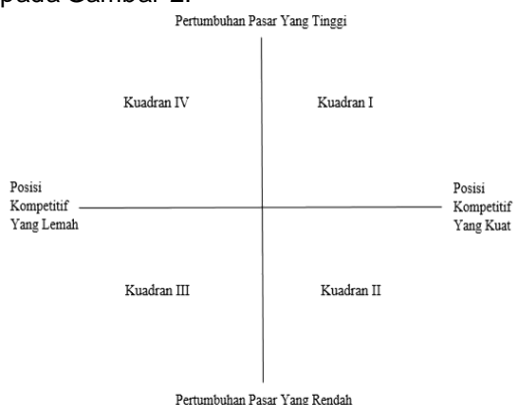 pada Gambar 2.
Pertumbuhan Pasar Yang Tinggi
Kuadran IV
Kuadran I
Posisi
Kompetitif
Yang Lemah
Posisi
Kompetitif
Yang Kuat
Kuadran III
Kuadran II
Pertumbuhan Pasar Yang Rendah